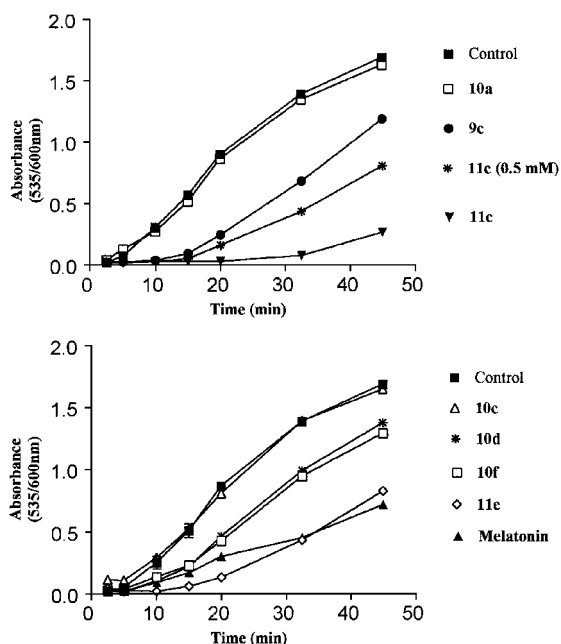 2.0
1.5
1.0
0.5
0.0
Absorbance
(535/600nm)
0
10
20
30
40
50
Time (min)
Control
10a
9c
11c (0.5 mM)
11c
2.0
1.5
1.0
0.5
0.0
Absorbance
(535/600nm)
0
10
20
30
40
50
Time (min)
Control
10c
10d
10f
11e
Melatonin